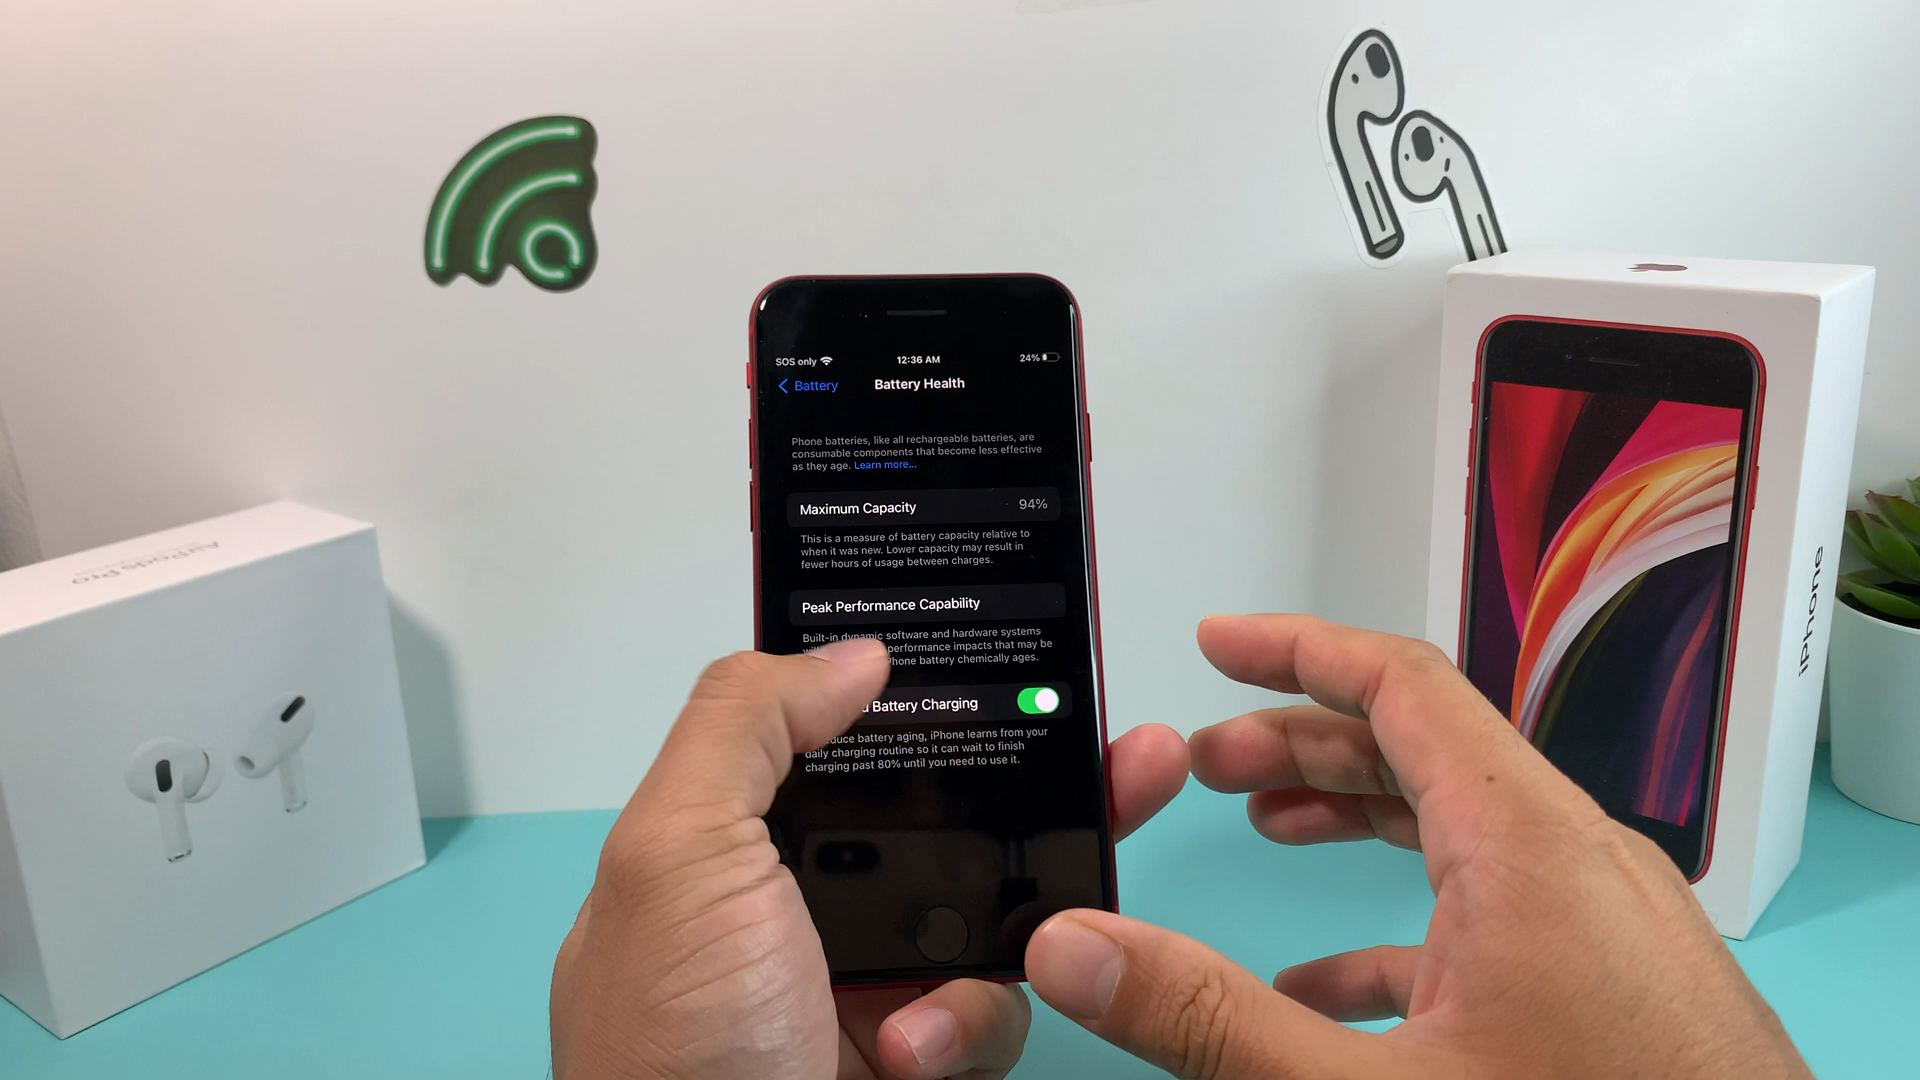 SOS only
12:36 AM
24%
Battery
Battery Health
Phone batteries, like all rechargeable batteries, are
consumable components that become less effective
as they age. Learn more...
Maximum Capacity 94%
This is a measure of battery capacity relative to
when it was new. Lower capacity may result in
fewer hours of usage between charges.
Peak Performance Capability
Built-in dynamic software and hardware systems
performance impacts that may be
Phone battery chemically ages.
Battery Charging
daily charging routine so it can wait to finish
battery aging, iPhone learns from your
charging past 80% until you need to use it.
AirPods Pro
iPhone